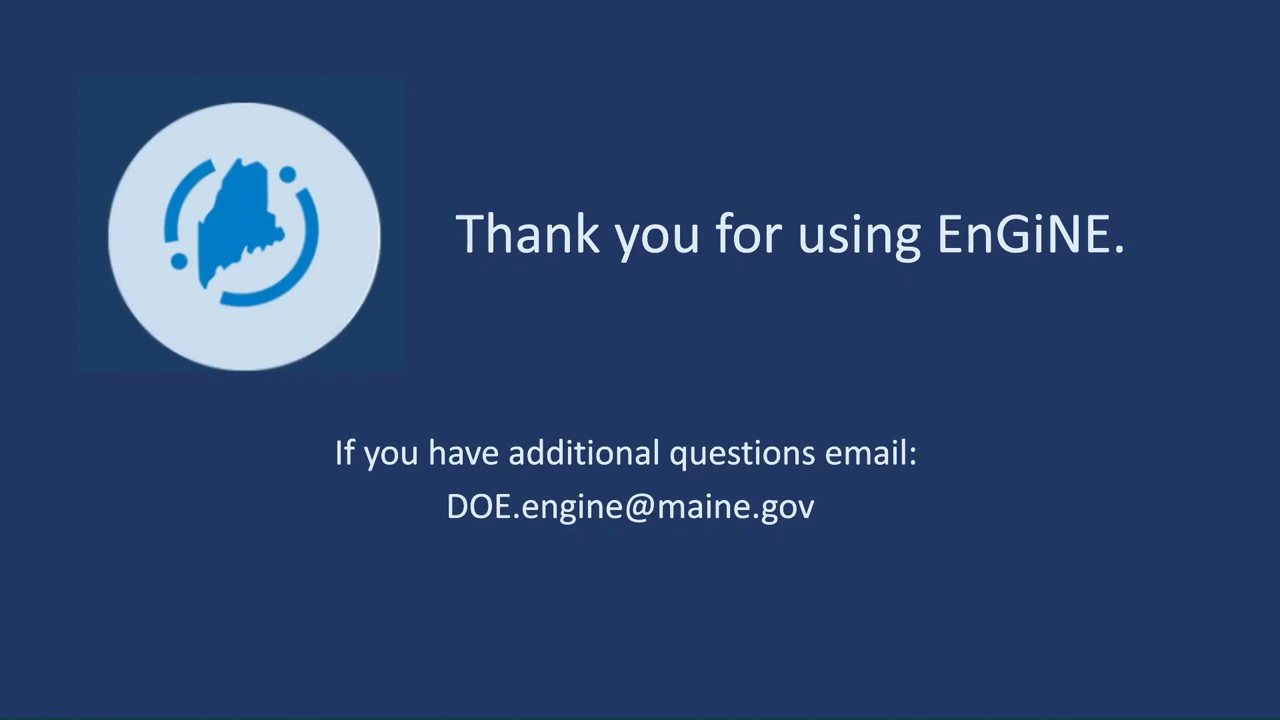 Thank you for using EnGiNE.
If you have additional questions email:
DOE.engine@maine.gov